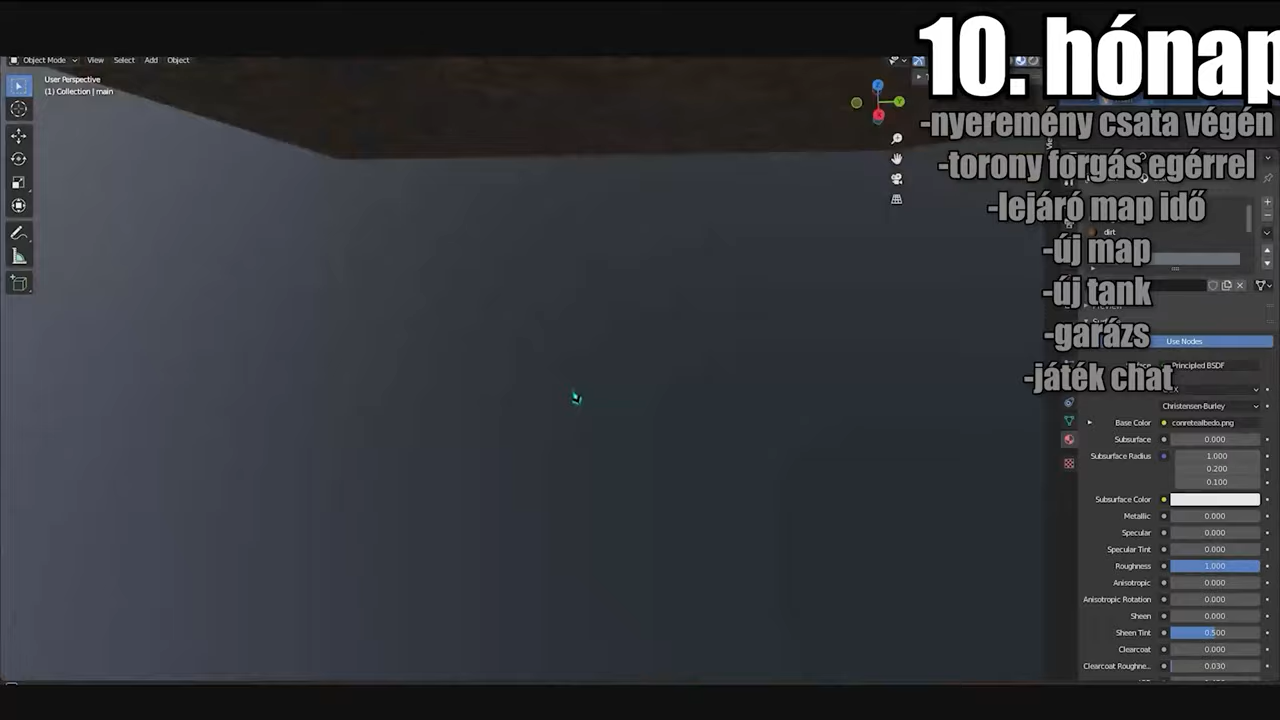 10. hónap
-nyeremény csata végén
-torony forgás egérrel
-lejáró map idő
-új map
-új tank
-garázs
-játék chat
Object Mode View Select Add Object
User Perspective
(1) Collection | main
dirt
Use Nodes
Principled BSDF
Christensen-Burley
Base Color conretealbedo.png
Subsurface 0.000
Subsurface Radius 1.000
0.200
0.100
Subsurface Color
Metallic 0.000
Specular 0.000
Specular Tint 0.000
Roughness 1.000
Anisotropic 0.000
Anisotropic Rotation 0.000
Sheen 0.000
Sheen Tint 0.500
Clearcoat 0.000
Clearcoat Roughne... 0.030